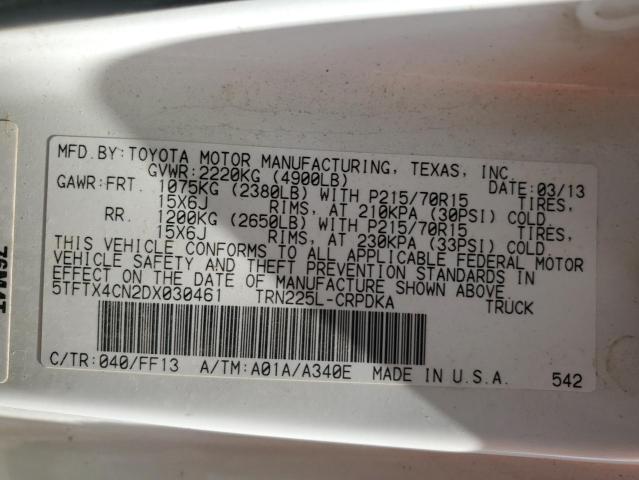 MFD.BY:TOYOTA MOTOR MANUFACTURING, TEXAS, INC.
GVWR:2220KG (4900LB) DATE:03/13
GAWR:FRT. 1075KG (2380LB) WITH P215/70R15 TIRES,
15X6J RIMS, AT 210KPA (30PSI) COLD.
RR. 1200KG (2650LB) WITH P215/70R15 TIRES,
15X6J RIMS, AT 230KPA (33PSI) COLD.
THIS VEHICLE CONFORMS TO ALL APPLICABLE FEDERAL MOTOR
VEHICLE SAFETY AND THEFT PREVENTION STANDARDS IN
EFFECT ON THE DATE OF MANUFACTURE SHOWN ABOVE.
5TFTX4CN2DX030461 TRN225L-CRPDKA TRUCK
C/TR:040/FF13 A/TM:A01A/A340E MADE IN U.S.A. 542